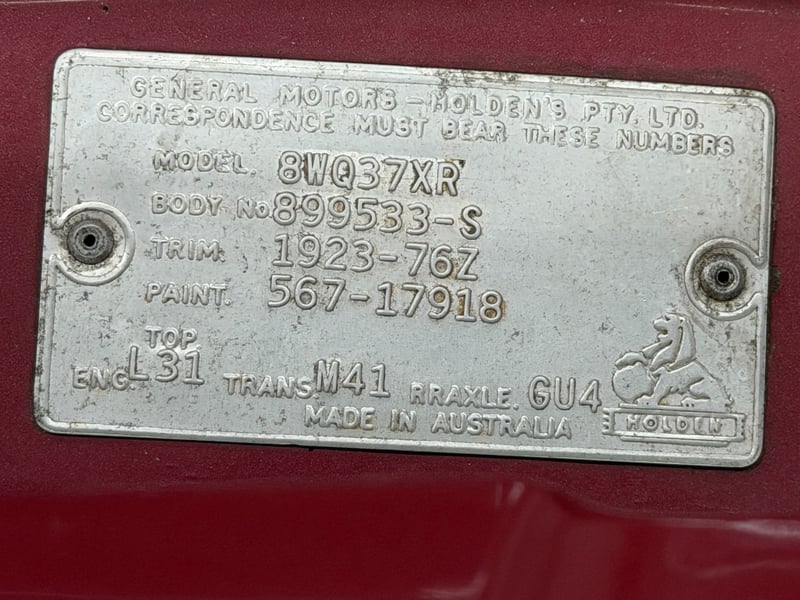 GENERAL MOTORS - HOLDEN'S PTY. LTD.
CORRESPONDENCE MUST BEAR THESE NUMBERS
MODEL. 8WQ37XR
BODY No 899533-S
TRIM. 1923-76Z
PAINT. 567-17918
TOP
ENG. L31 TRANS. M41 RRAXLE. GU4
MADE IN AUSTRALIA
HOLDEN